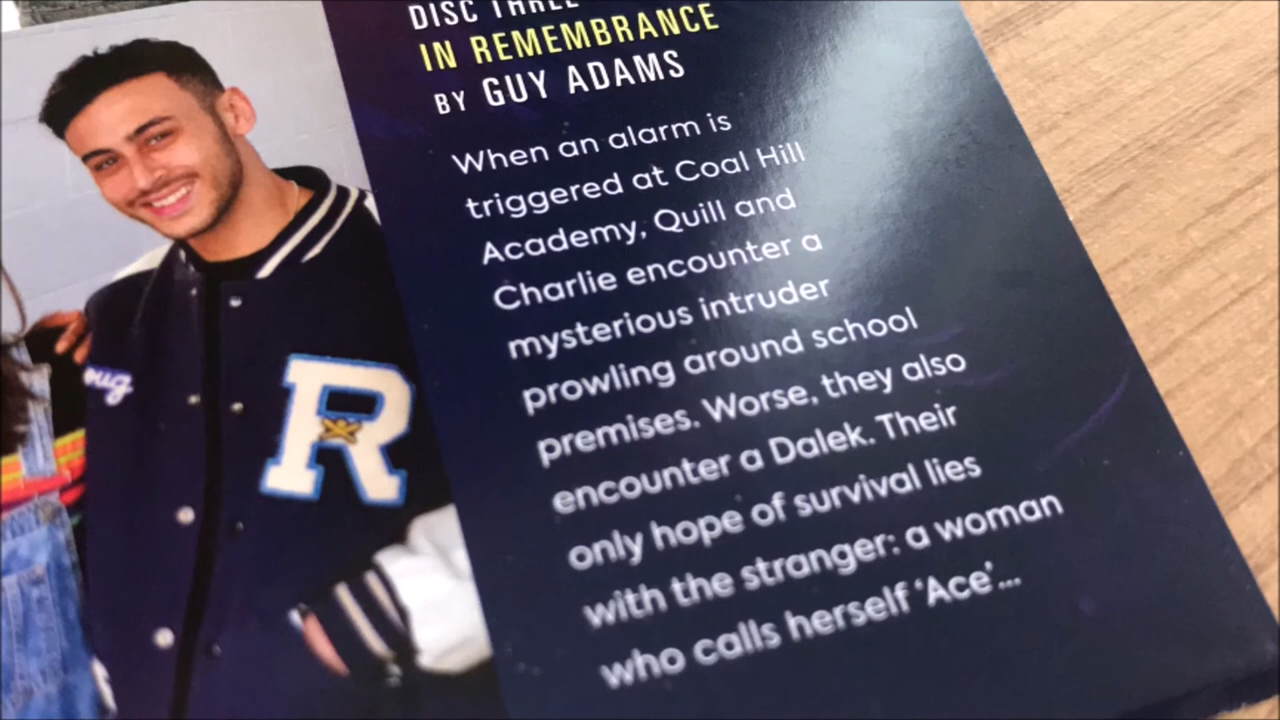 DISC THREE
IN REMEMBRANCE
BY GUY ADAMS
When an alarm is
triggered at Coal Hill
Academy, Quill and
Charlie encounter a
mysterious intruder
prowling around school
premises. Worse, they also
encounter a Dalek. Their
only hope of survival lies
with the stranger: a woman
who calls herself ‘Ace’...
oug
R